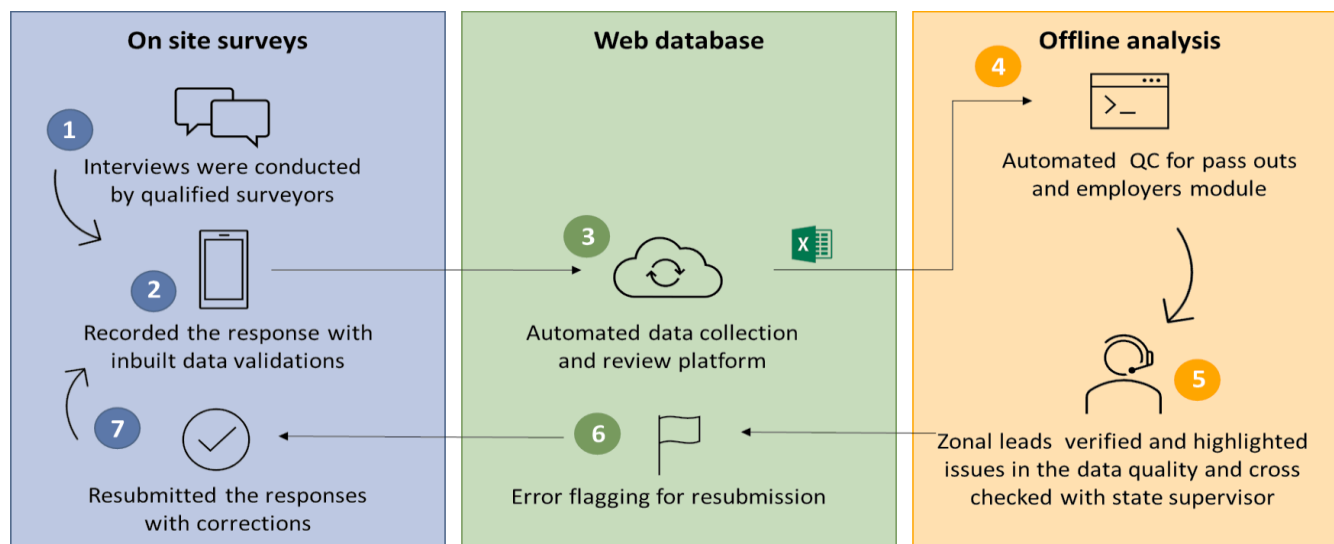 On site surveys
1
Interviews were conducted
by qualified surveyors
2
Recorded the response with
inbuilt data validations
7
Resubmitted the responses
with corrections
Web database
3
X
Automated data collection
and review platform
6
Error flagging for resubmission
Offline analysis
4
>_
Automated QC for pass outs
and employers module
5
Zonal leads verified and highlighted
issues in the data quality and cross
checked with state supervisor